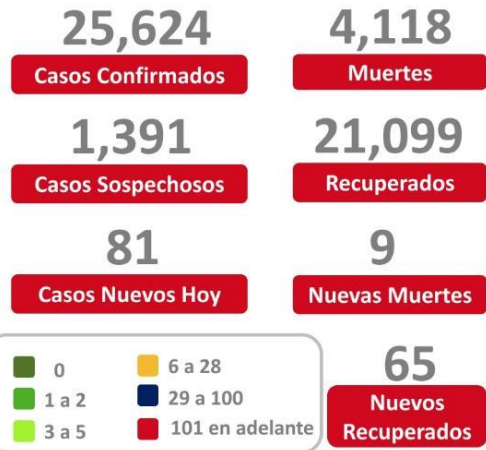 25,624
Casos Confirmados
4,118
Muertes
1,391
Casos Sospechosos
21,099
Recuperados
81
Casos Nuevos Hoy
9
Nuevas Muertes
0
1 a 2
3 a 5
6 a 28
29 a 100
101 en adelante
65
Nuevos
Recuperados